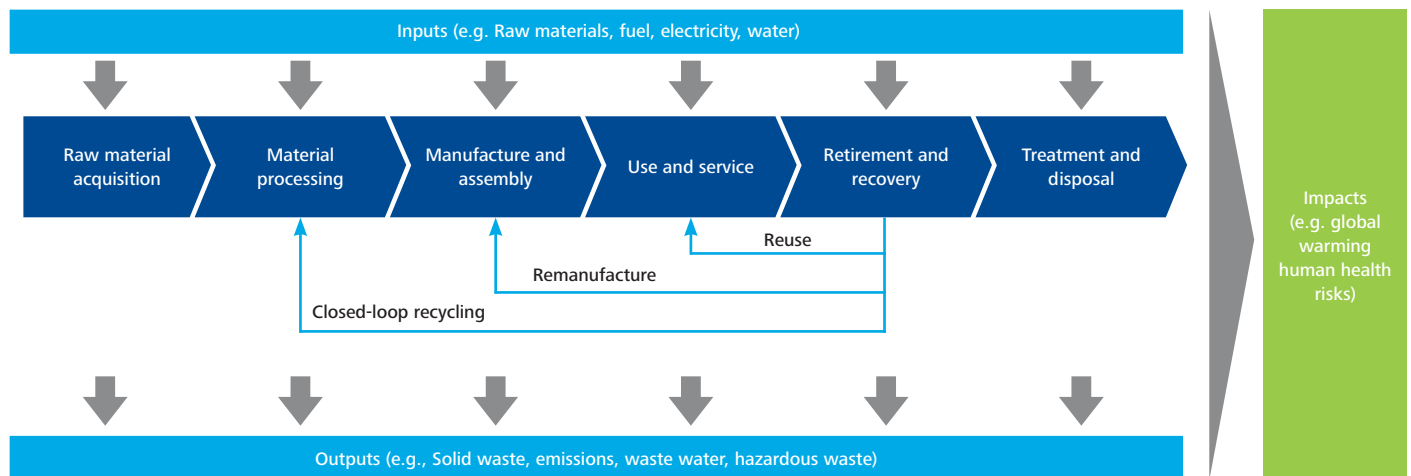 Inputs (e.g. Raw materials, fuel, electricity, water)
Raw material
acquisition
Material
processing
Manufacture and
assembly
Use and service
Retirement and
recovery
Treatment and
disposal
Reuse
Remanufacture
Closed-loop recycling
Outputs (e.g., Solid waste, emissions, waste water, hazardous waste)
Impacts
(e.g. global
warming
human health
risks)